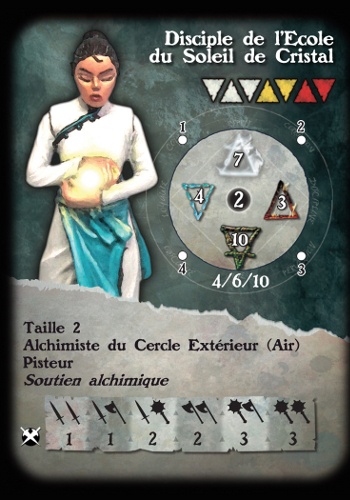 Disciple de l'Ecole
du Soleil de Cristal
1 2
7
4 2 3
10
4 3
4/6/10
Taille 2
Alchimiste du Cercle Extérieur (Air)
Pisteur
Soutien alchimique
1 1 2 2 3 3